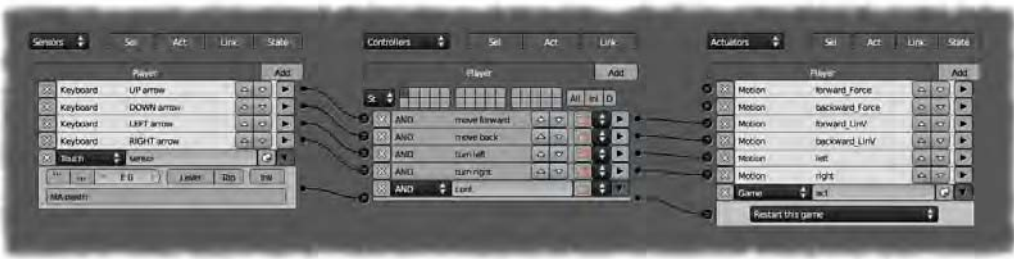 Sensors Sel Act Link State
Player Add
Keyboard UP arrow
Keyboard DOWN arrow
Keyboard LEFT arrow
Keyboard RIGHT arrow
Touch sensor
Level Tap Inv
Controllers Sel Act Link
Player Add
St All Ini D
AND move forward
AND move back
AND turn left
AND turn right
AND cont
Actuators Sel Act Link State
Player Add
Motion forward_Force
Motion backward_Force
Motion forward_LinV
Motion backward_LinV
Motion left
Motion right
Game act
Restart this game